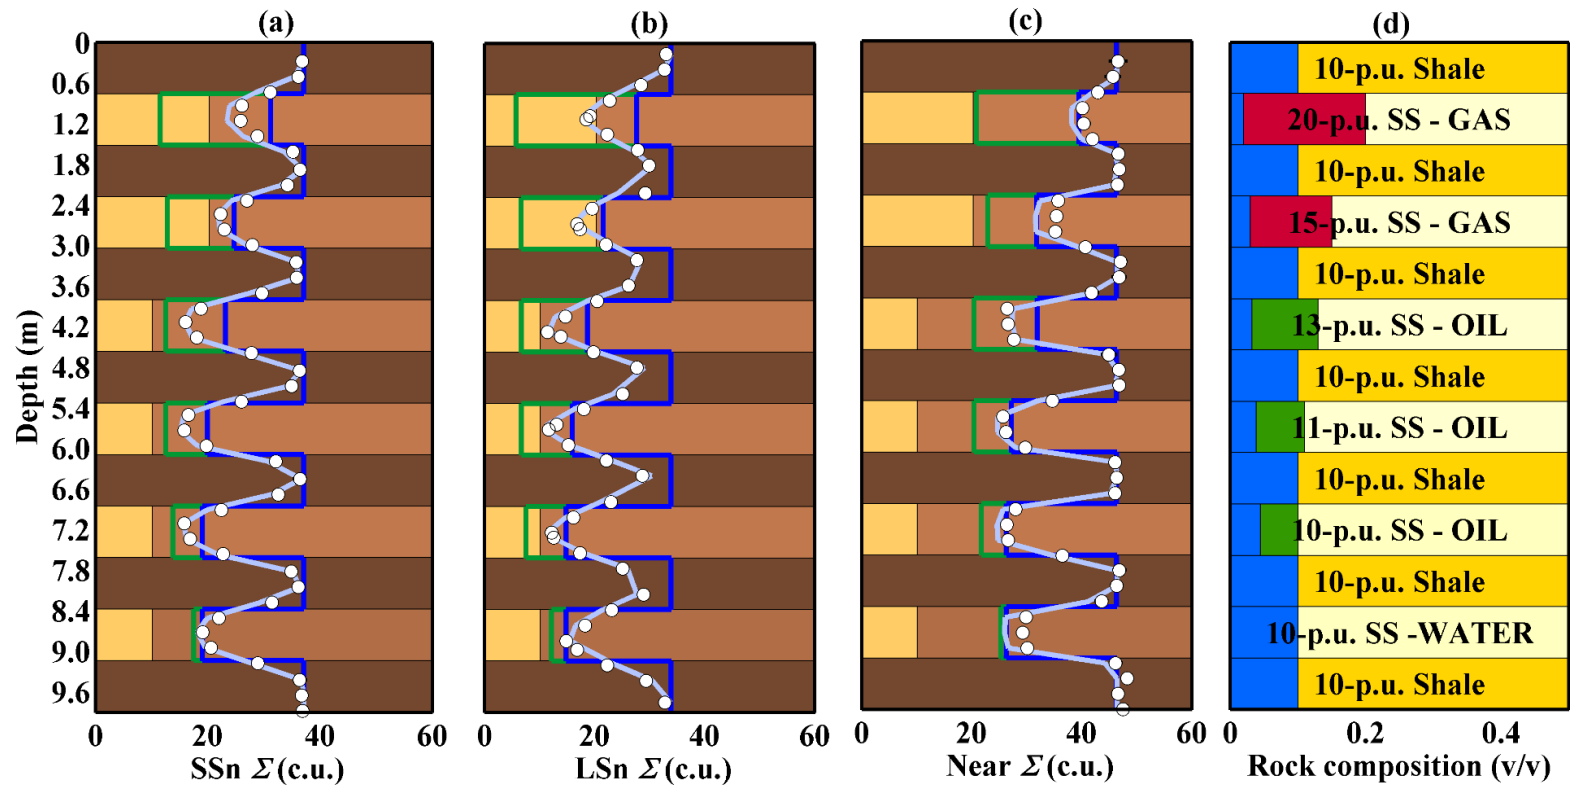 (a)
(b)
(c)
(d)
Depth (m)
0
0.6
1.2
1.8
2.4
3.0
3.6
4.2
4.8
5.4
6.0
6.6
7.2
7.8
8.4
9.0
9.6
0 20 40 60
SSn Σ (c.u.)
0 20 40 60
LSn Σ (c.u.)
0 20 40 60
Near Σ (c.u.)
10-p.u. Shale
20-p.u. SS - GAS
10-p.u. Shale
15-p.u. SS - GAS
10-p.u. Shale
13-p.u. SS - OIL
10-p.u. Shale
11-p.u. SS - OIL
10-p.u. Shale
10-p.u. SS - OIL
10-p.u. Shale
10-p.u. SS -WATER
10-p.u. Shale
0 0.2 0.4
Rock composition (v/v)